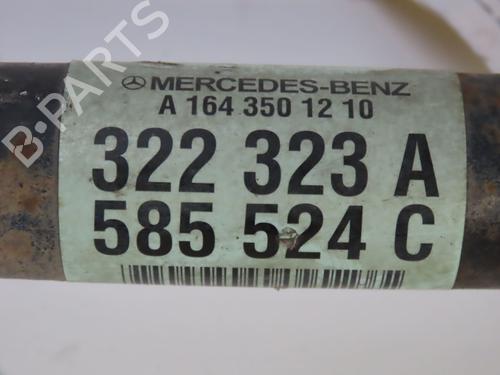 B-PARTS
MERCEDES-BENZ
A 164 350 12 10
322 323 A
585 524 C